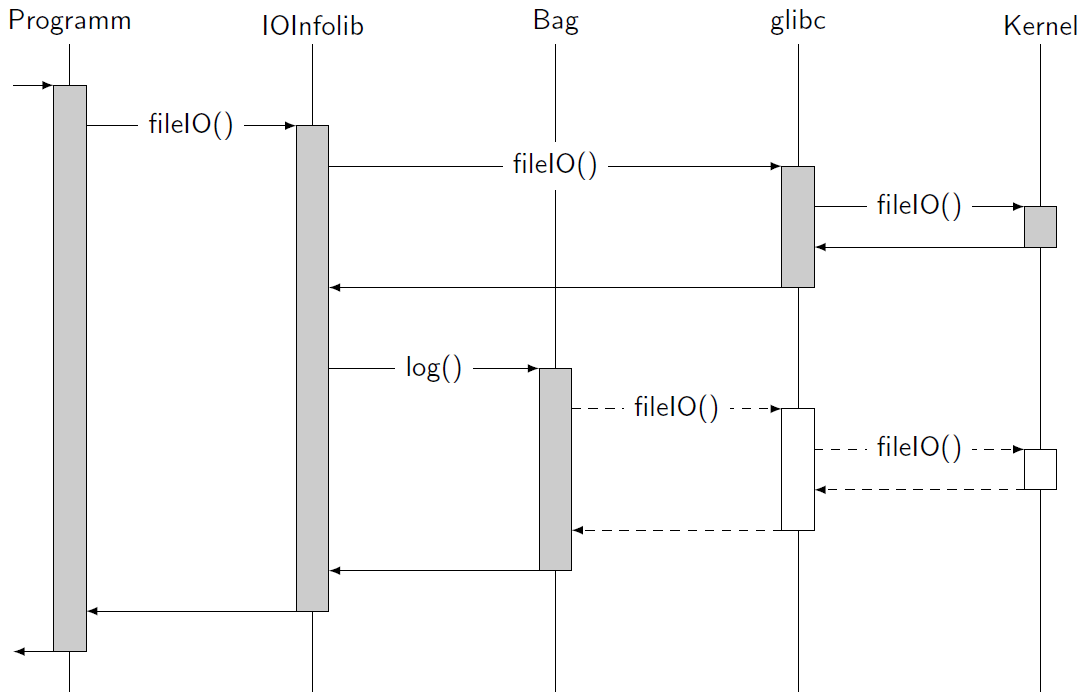 Programm
IOInfolib
Bag
glibc
Kernel
fileIO()
fileIO()
fileIO()
log()
fileIO()
fileIO()